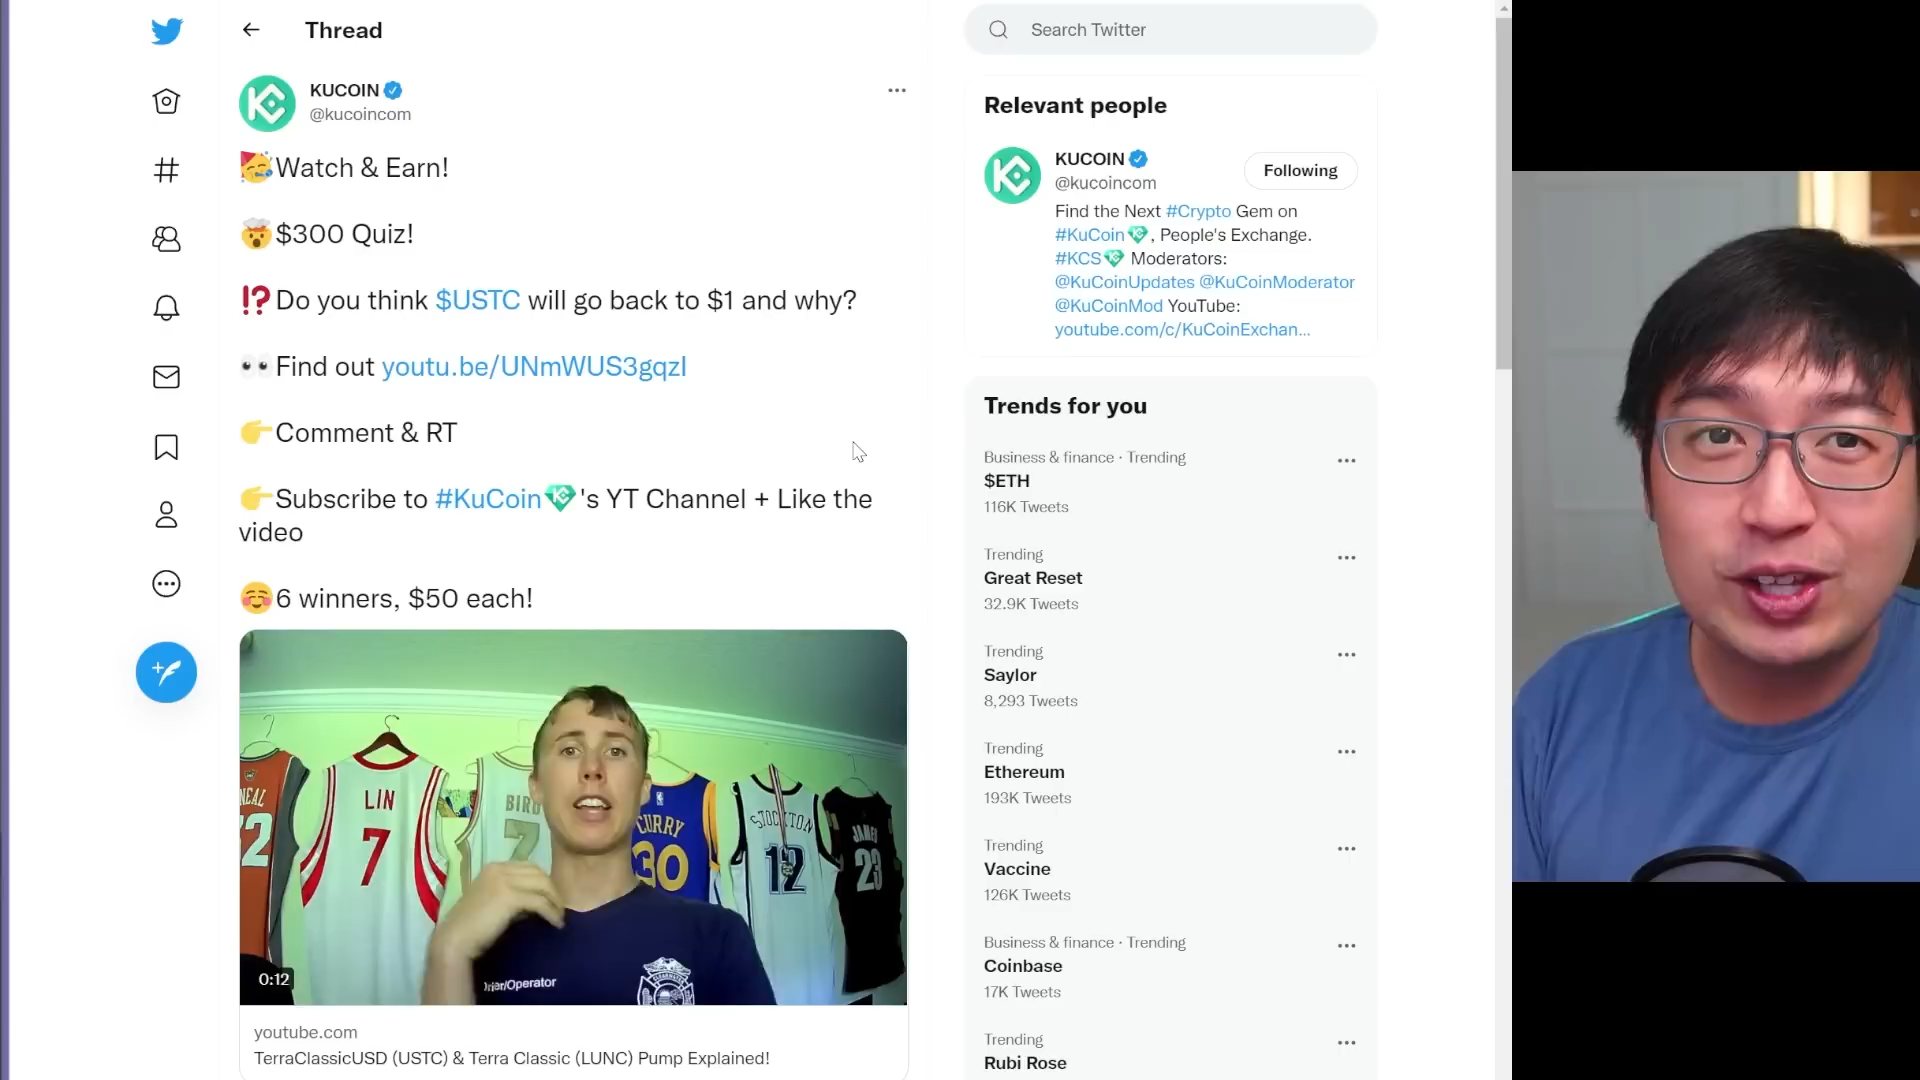 Thread
KUCOIN
@kucoincom
Watch & Earn!
$300 Quiz!
Do you think $USTC will go back to $1 and why?
Find out youtu.be/UNmWUS3gqzI
Comment & RT
Subscribe to #KuCoin's YT Channel + Like the
video
6 winners, $50 each!
NEAL
LIN
7
BIRD
7
CURRY
30
STOCKTON
12
JAMES
23
0:12
youtube.com
TerraClassicUSD (USTC) & Terra Classic (LUNC) Pump Explained!
Search Twitter
Relevant people
KUCOIN
@kucoincom
Following
Find the Next #Crypto Gem on
#KuCoin, People's Exchange.
#KCS Moderators:
@KuCoinUpdates @KuCoinModerator
@KuCoinMod YouTube:
youtube.com/c/KuCoinExchan...
Trends for you
Business & finance · Trending
$ETH
116K Tweets
Trending
Great Reset
32.9K Tweets
Trending
Saylor
8,293 Tweets
Trending
Ethereum
193K Tweets
Trending
Vaccine
126K Tweets
Business & finance · Trending
Coinbase
17K Tweets
Trending
Rubi Rose